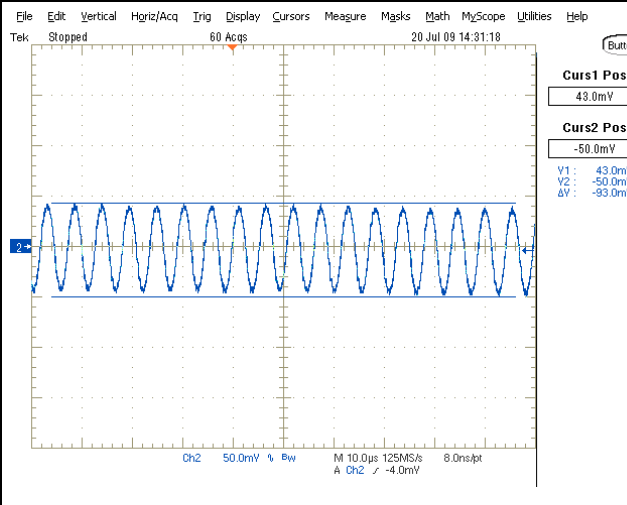 File Edit Vertical Horiz/Acq Trig Display Cursors Measure Masks Math MyScope Utilities Help
Tek Stopped 60 Acqs 20 Jul 09 14:31:18
Butt
Curs1 Pos
43.0mV
Curs2 Pos
-50.0mV
V1 : 43.0m
V2 : -50.0m
ΔV : -93.0m
2
Ch2 50.0mV ∿ Bw M 10.0µs 125MS/s 8.0ns/pt
A Ch2 ∕ -4.0mV